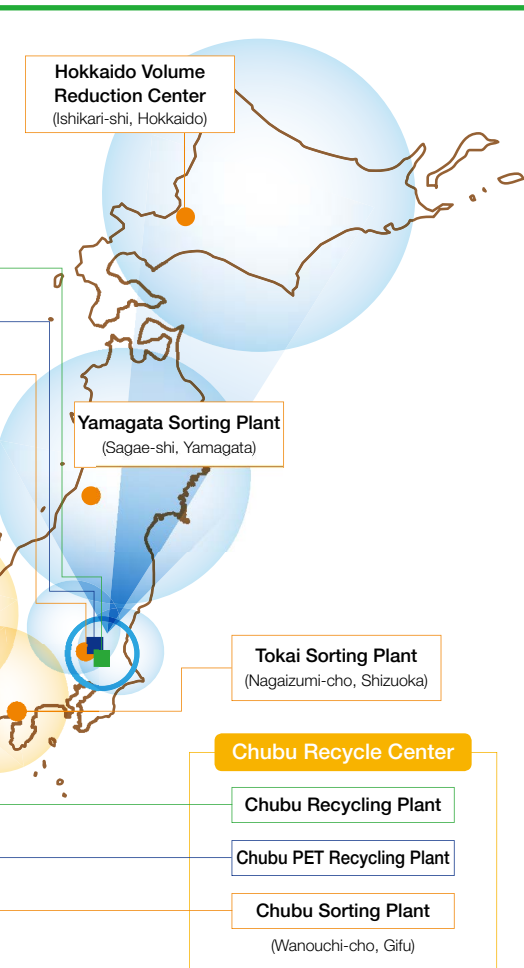 Hokkaido Volume
Reduction Center
(Ishikari-shi, Hokkaido)
Yamagata Sorting Plant
(Sagae-shi, Yamagata)
Tokai Sorting Plant
(Nagaizumi-cho, Shizuoka)
Chubu Recycle Center
Chubu Recycling Plant
Chubu PET Recycling Plant
Chubu Sorting Plant
(Wanouchi-cho, Gifu)